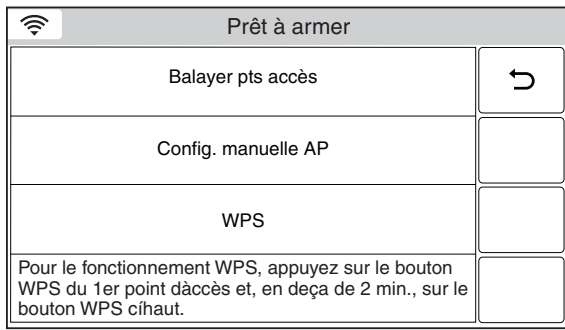 Prêt à armer
Balayer pts accès
Config. manuelle AP
WPS
Pour le fonctionnement WPS, appuyez sur le bouton
WPS du 1er point dàccès et, en deça de 2 min., sur le
bouton WPS cíhaut.